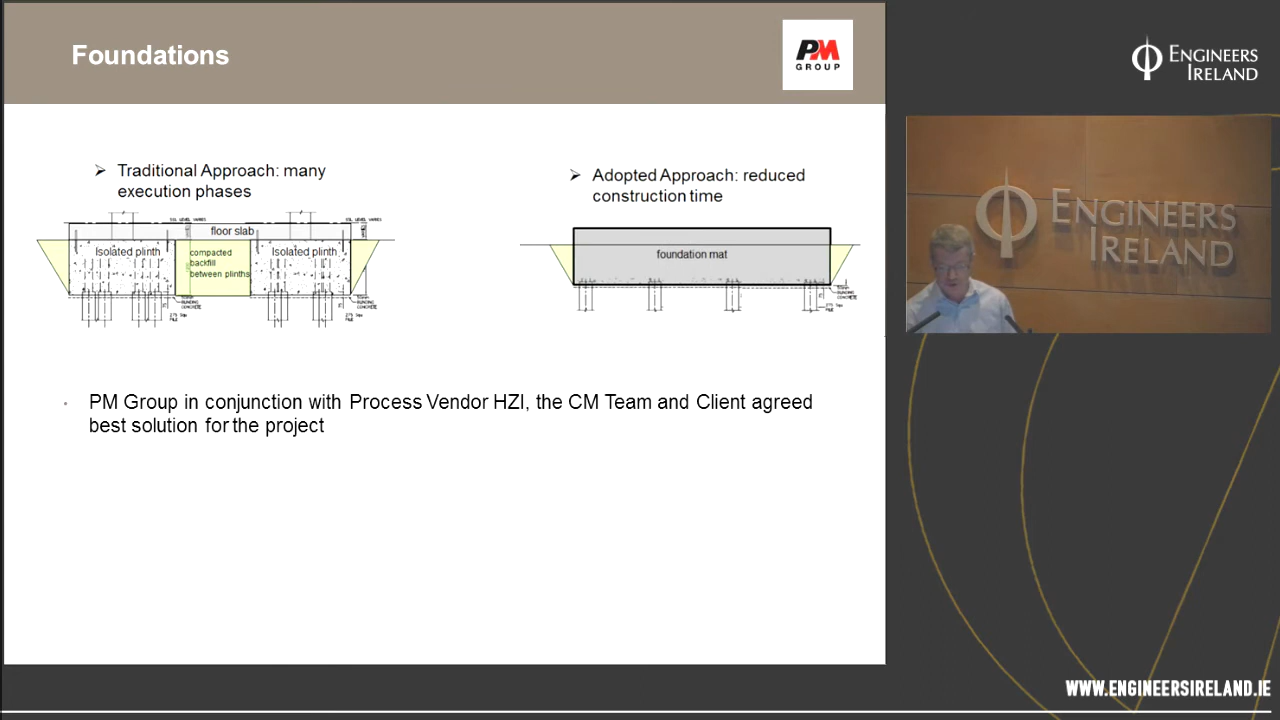 Foundations
PM
GROUP
ENGINEERS
IRELAND
Traditional Approach: many
execution phases
Adopted Approach: reduced
construction time
floor slab
Isolated plinth
compacted
backfill
between plinths
Isolated plinth
foundation mat
ENGINEERS
IRELAND
PM Group in conjunction with Process Vendor HZI, the CM Team and Client agreed
best solution for the project
WWW.ENGINEERSIRELAND.IE